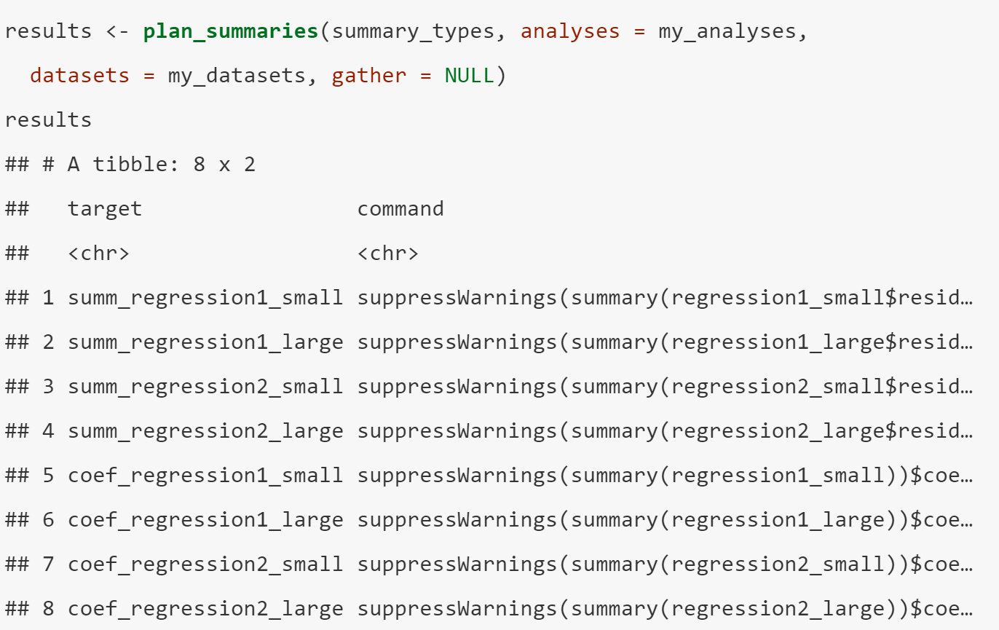 results <- plan_summaries(summary_types, analyses = my_analyses,
  datasets = my_datasets, gather = NULL)
results
## # A tibble: 8 x 2
##   target                 command
##   <chr>                  <chr>
## 1 summ_regression1_small suppressWarnings(summary(regression1_small$resid…
## 2 summ_regression1_large suppressWarnings(summary(regression1_large$resid…
## 3 summ_regression2_small suppressWarnings(summary(regression2_small$resid…
## 4 summ_regression2_large suppressWarnings(summary(regression2_large$resid…
## 5 coef_regression1_small suppressWarnings(summary(regression1_small))$coe…
## 6 coef_regression1_large suppressWarnings(summary(regression1_large))$coe…
## 7 coef_regression2_small suppressWarnings(summary(regression2_small))$coe…
## 8 coef_regression2_large suppressWarnings(summary(regression2_large))$coe…